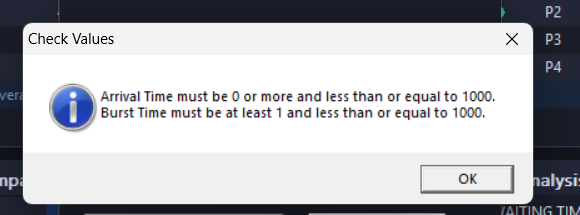 P2
Check Values
P3
P4
Arrival Time must be 0 or more and less than or equal to 1000.
Burst Time must be at least 1 and less than or equal to 1000.
OK